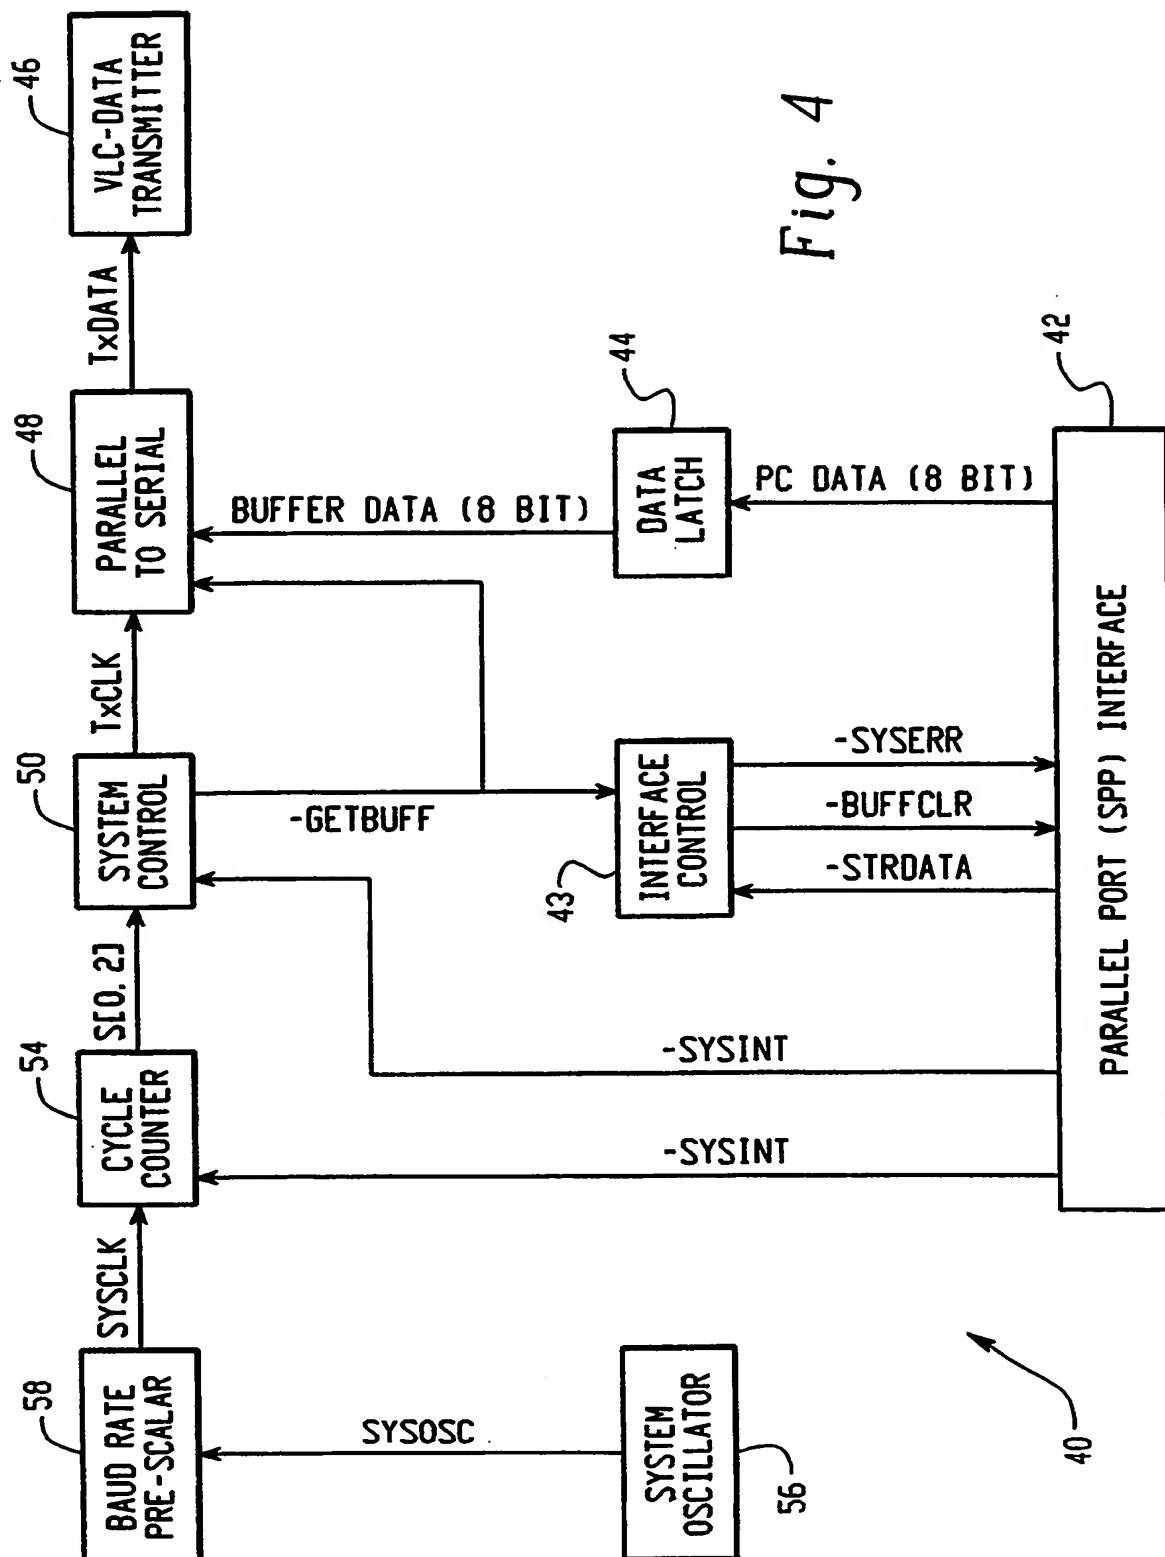 58
BAUD RATE
PRE-SCALAR
SYSCLK
54
CYCLE
COUNTER
S[0,2]
50
SYSTEM
CONTROL
TxCLK
48
PARALLEL
TO SERIAL
TxDATA
46
VLC-DATA
TRANSMITTER
SYSOSC
-GETBUFF
BUFFER DATA (8 BIT)
SYSTEM
OSCILLATOR
56
43
INTERFACE
CONTROL
DATA
LATCH
44
-SYSINT
-SYSINT
-STRDATA
-BUFFCLR
-SYSERR
PC DATA (8 BIT)
PARALLEL PORT (SPP) INTERFACE
42
40
Fig. 4